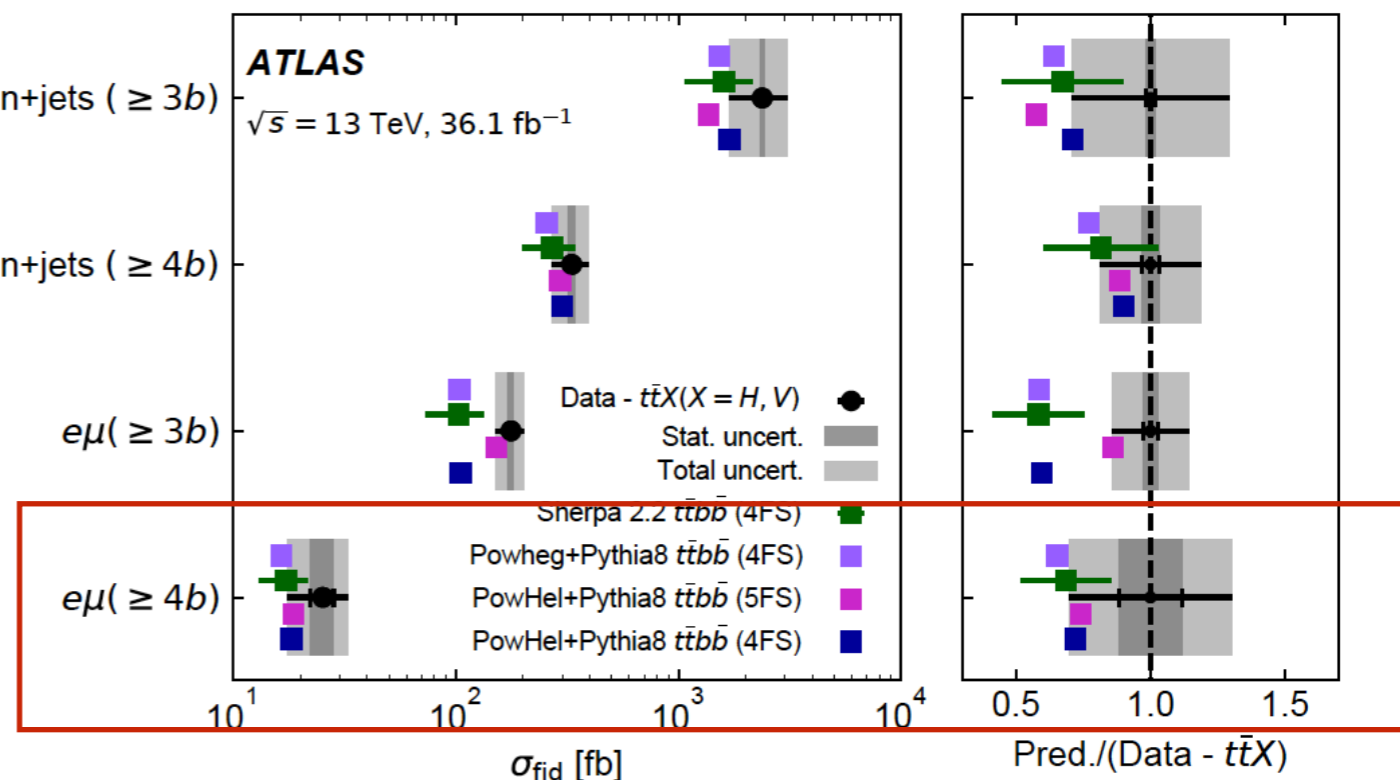 ATLAS
√s = 13 TeV, 36.1 fb⁻¹
n+jets ( ≥ 3b)
n+jets ( ≥ 4b)
eμ( ≥ 3b)
eμ( ≥ 4b)
Data - tt̄X(X = H, V)
Stat. uncert.
Total uncert.
Sherpa 2.2 tt̄bb̄ (4FS)
Powheg+Pythia8 tt̄bb̄ (4FS)
PowHel+Pythia8 tt̄bb̄ (5FS)
PowHel+Pythia8 tt̄bb̄ (4FS)
10¹ 10² 10³ 10⁴
σfid [fb]
0.5 1.0 1.5
Pred./(Data - tt̄X)